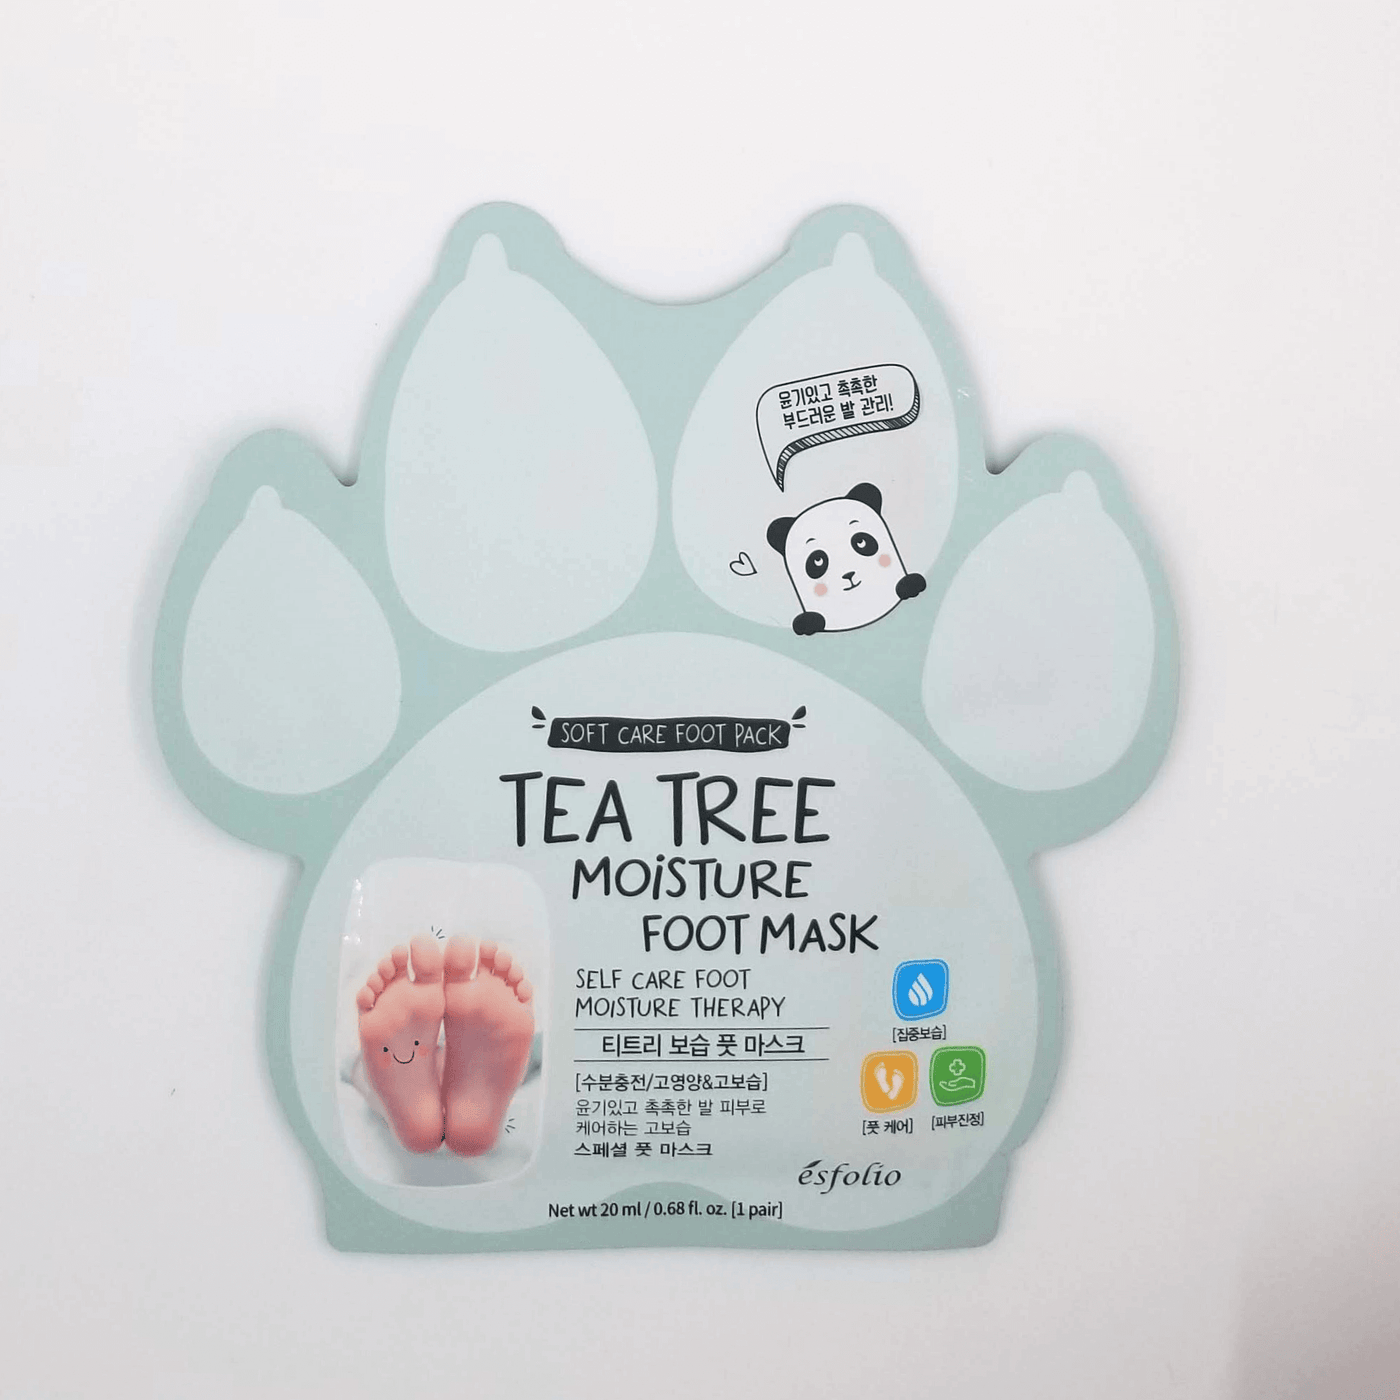 윤기있고 촉촉한
부드러운 발 관리!
SOFT CARE FOOT PACK
TEA TREE
MOiSTURE
FOOT MASK
SELF CARE FOOT
MOISTURE THERAPY
티트리 보습 풋 마스크
[수분충전/고영양&고보습]
윤기있고 촉촉한 발 피부로
케어하는 고보습
스페셜 풋 마스크
[집중보습]
[풋 케어]
[피부진정]
ésfolio
Net wt 20 ml / 0.68 fl. oz. [1 pair]